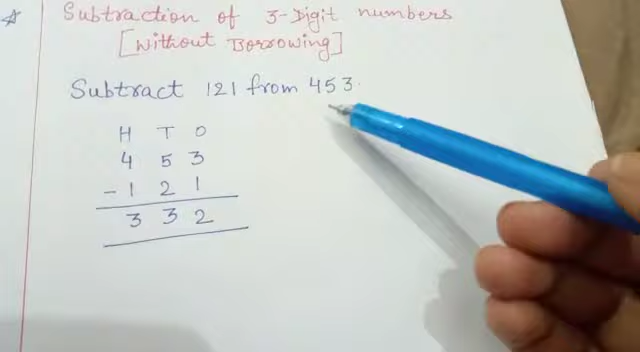 Subtraction of 3-Digit numbers
[Without Borrowing]
Subtract 121 from 453.
H T O
4 5 3
- 1 2 1
3 3 2